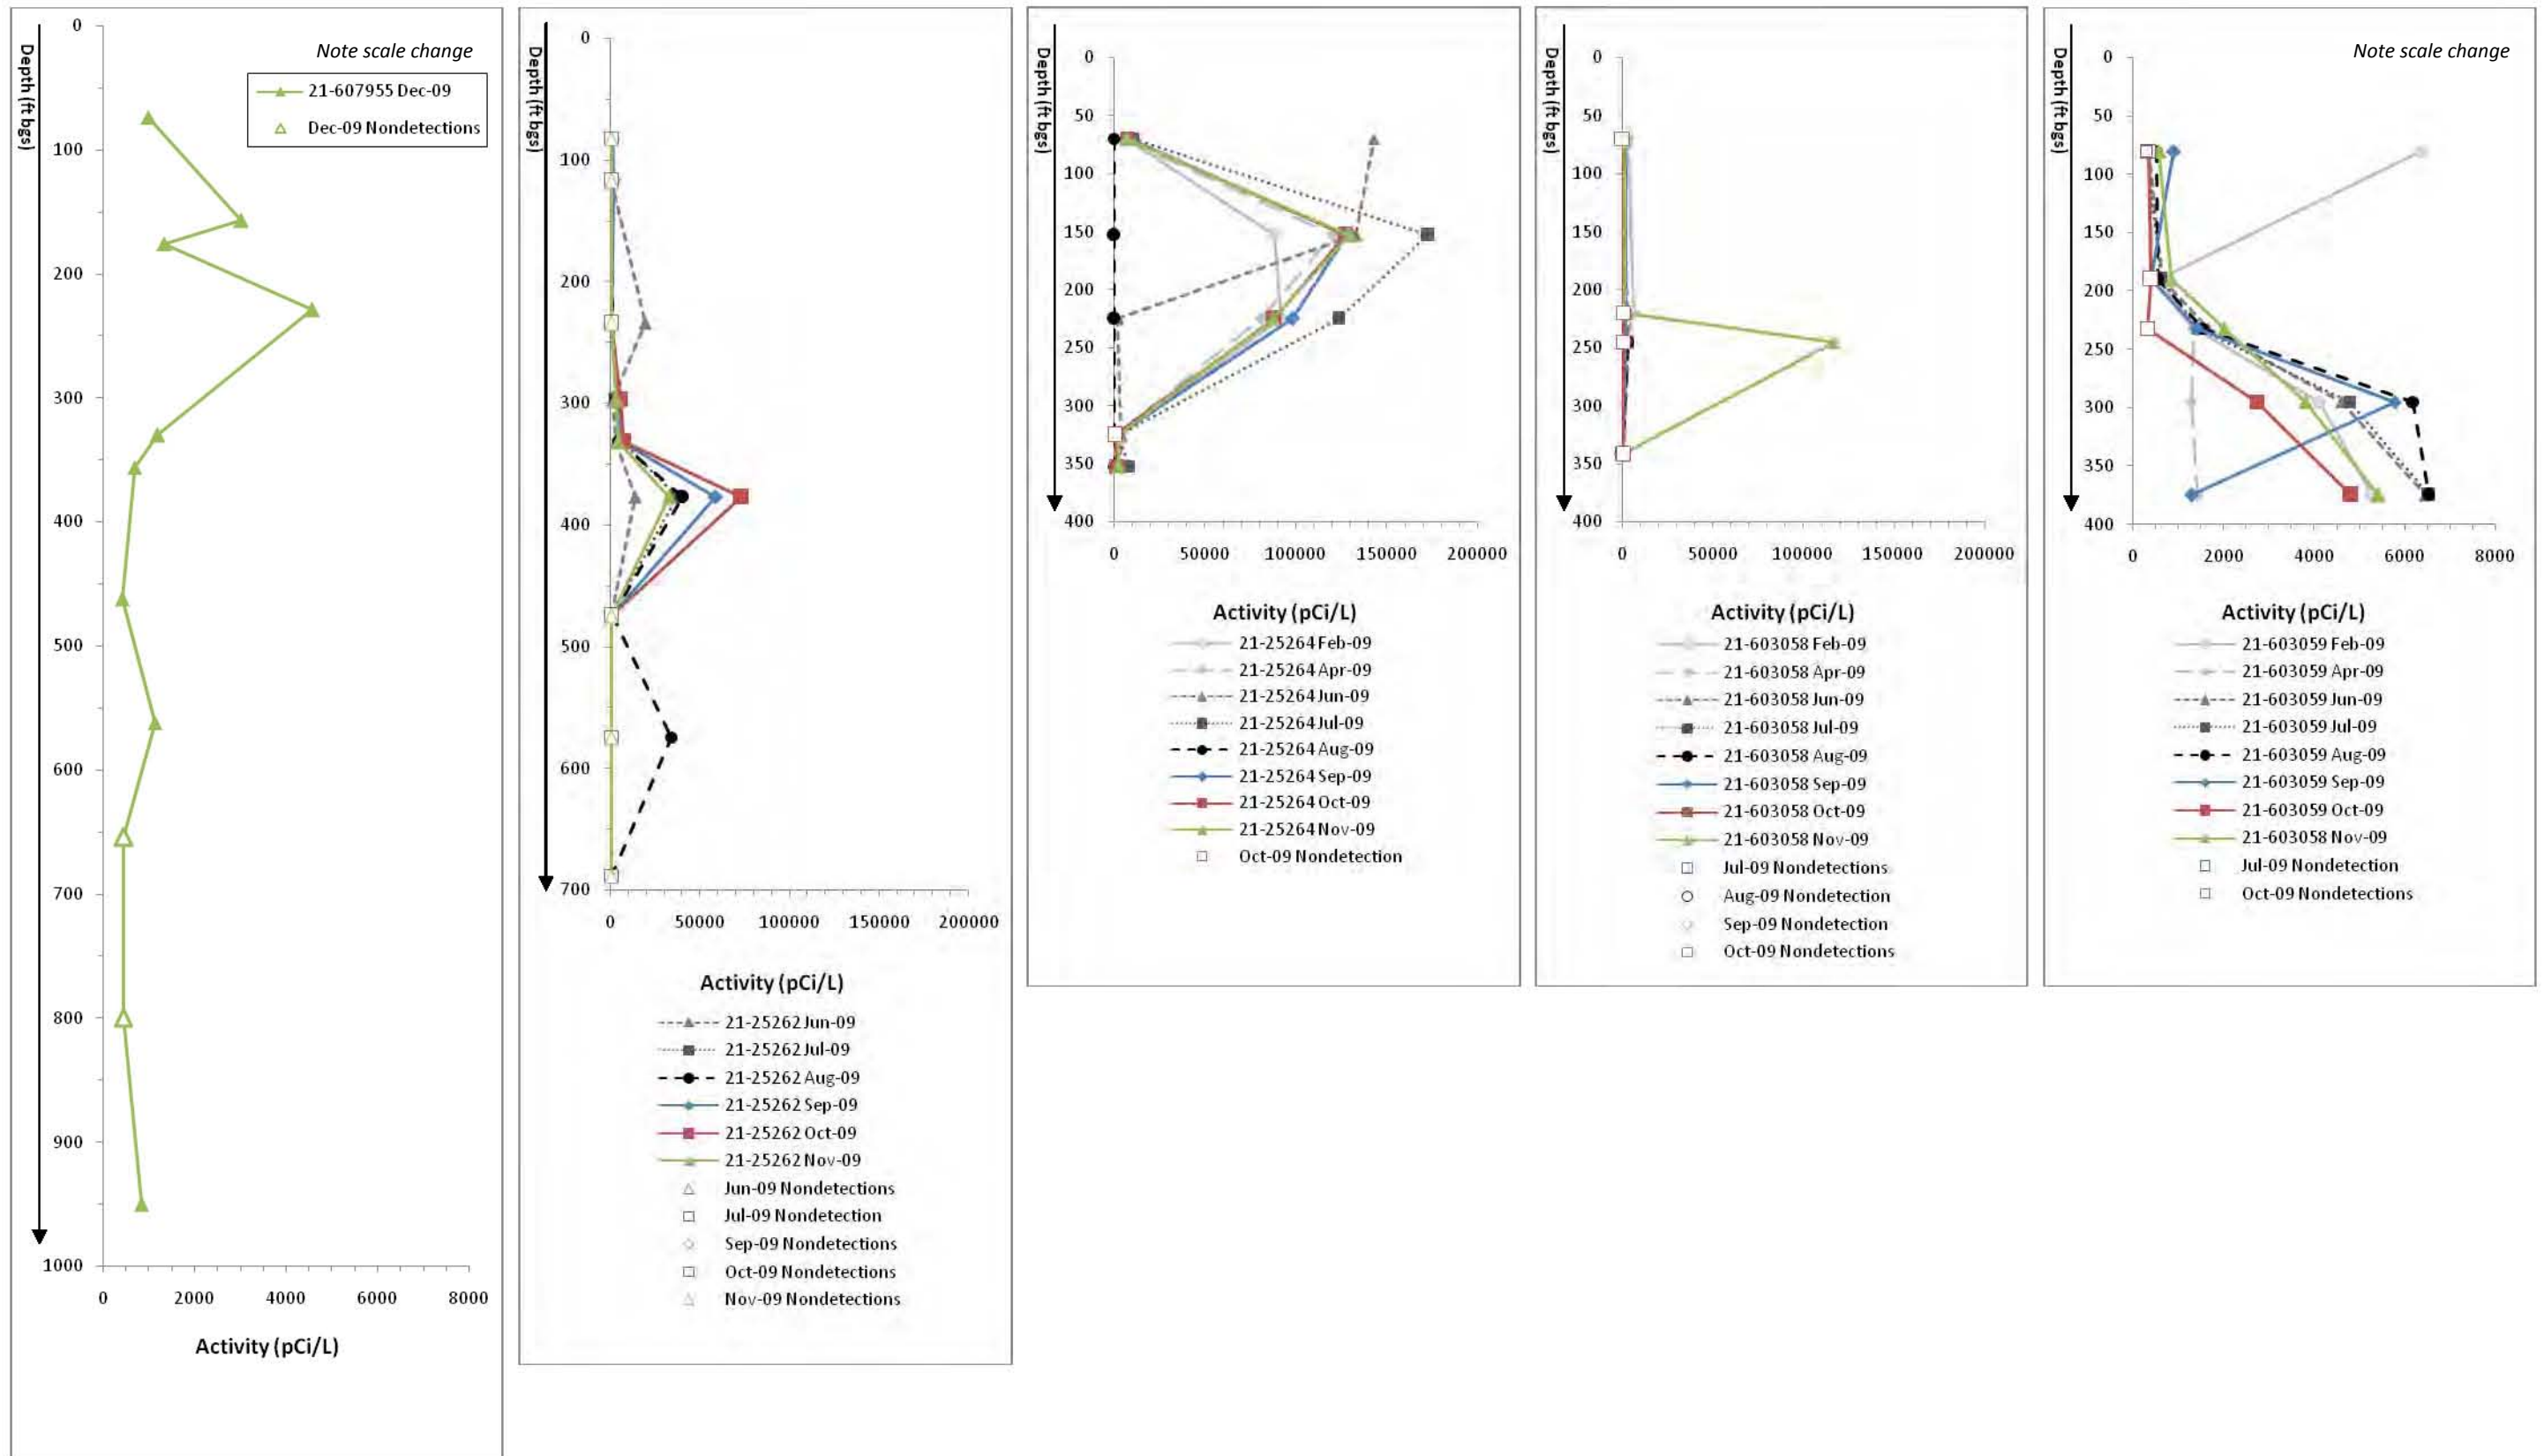 Depth (ft bgs)
Note scale change
21-607955 Dec-09
Dec-09 Nondetections
0
100
200
300
400
500
600
700
800
900
1000
0 2000 4000 6000 8000
Activity (pCi/L)
Depth (ft bgs)
0
100
200
300
400
500
600
700
0 50000 100000 150000 200000
Activity (pCi/L)
21-25262 Jun-09
21-25262 Jul-09
21-25262 Aug-09
21-25262 Sep-09
21-25262 Oct-09
21-25262 Nov-09
Jun-09 Nondetections
Jul-09 Nondetection
Sep-09 Nondetections
Oct-09 Nondetections
Nov-09 Nondetections
Depth (ft bgs)
0
50
100
150
200
250
300
350
400
0 50000 100000 150000 200000
Activity (pCi/L)
21-25264 Feb-09
21-25264 Apr-09
21-25264 Jun-09
21-25264 Jul-09
21-25264 Aug-09
21-25264 Sep-09
21-25264 Oct-09
21-25264 Nov-09
Oct-09 Nondetection
Depth (ft bgs)
0
50
100
150
200
250
300
350
400
0 50000 100000 150000 200000
Activity (pCi/L)
21-603058 Feb-09
21-603058 Apr-09
21-603058 Jun-09
21-603058 Jul-09
21-603058 Aug-09
21-603058 Sep-09
21-603058 Oct-09
21-603058 Nov-09
Jul-09 Nondetections
Aug-09 Nondetection
Sep-09 Nondetection
Oct-09 Nondetections
Depth (ft bgs)
Note scale change
0
50
100
150
200
250
300
350
400
0 2000 4000 6000 8000
Activity (pCi/L)
21-603059 Feb-09
21-603059 Apr-09
21-603059 Jun-09
21-603059 Jul-09
21-603059 Aug-09
21-603059 Sep-09
21-603059 Oct-09
21-603058 Nov-09
Jul-09 Nondetection
Oct-09 Nondetections